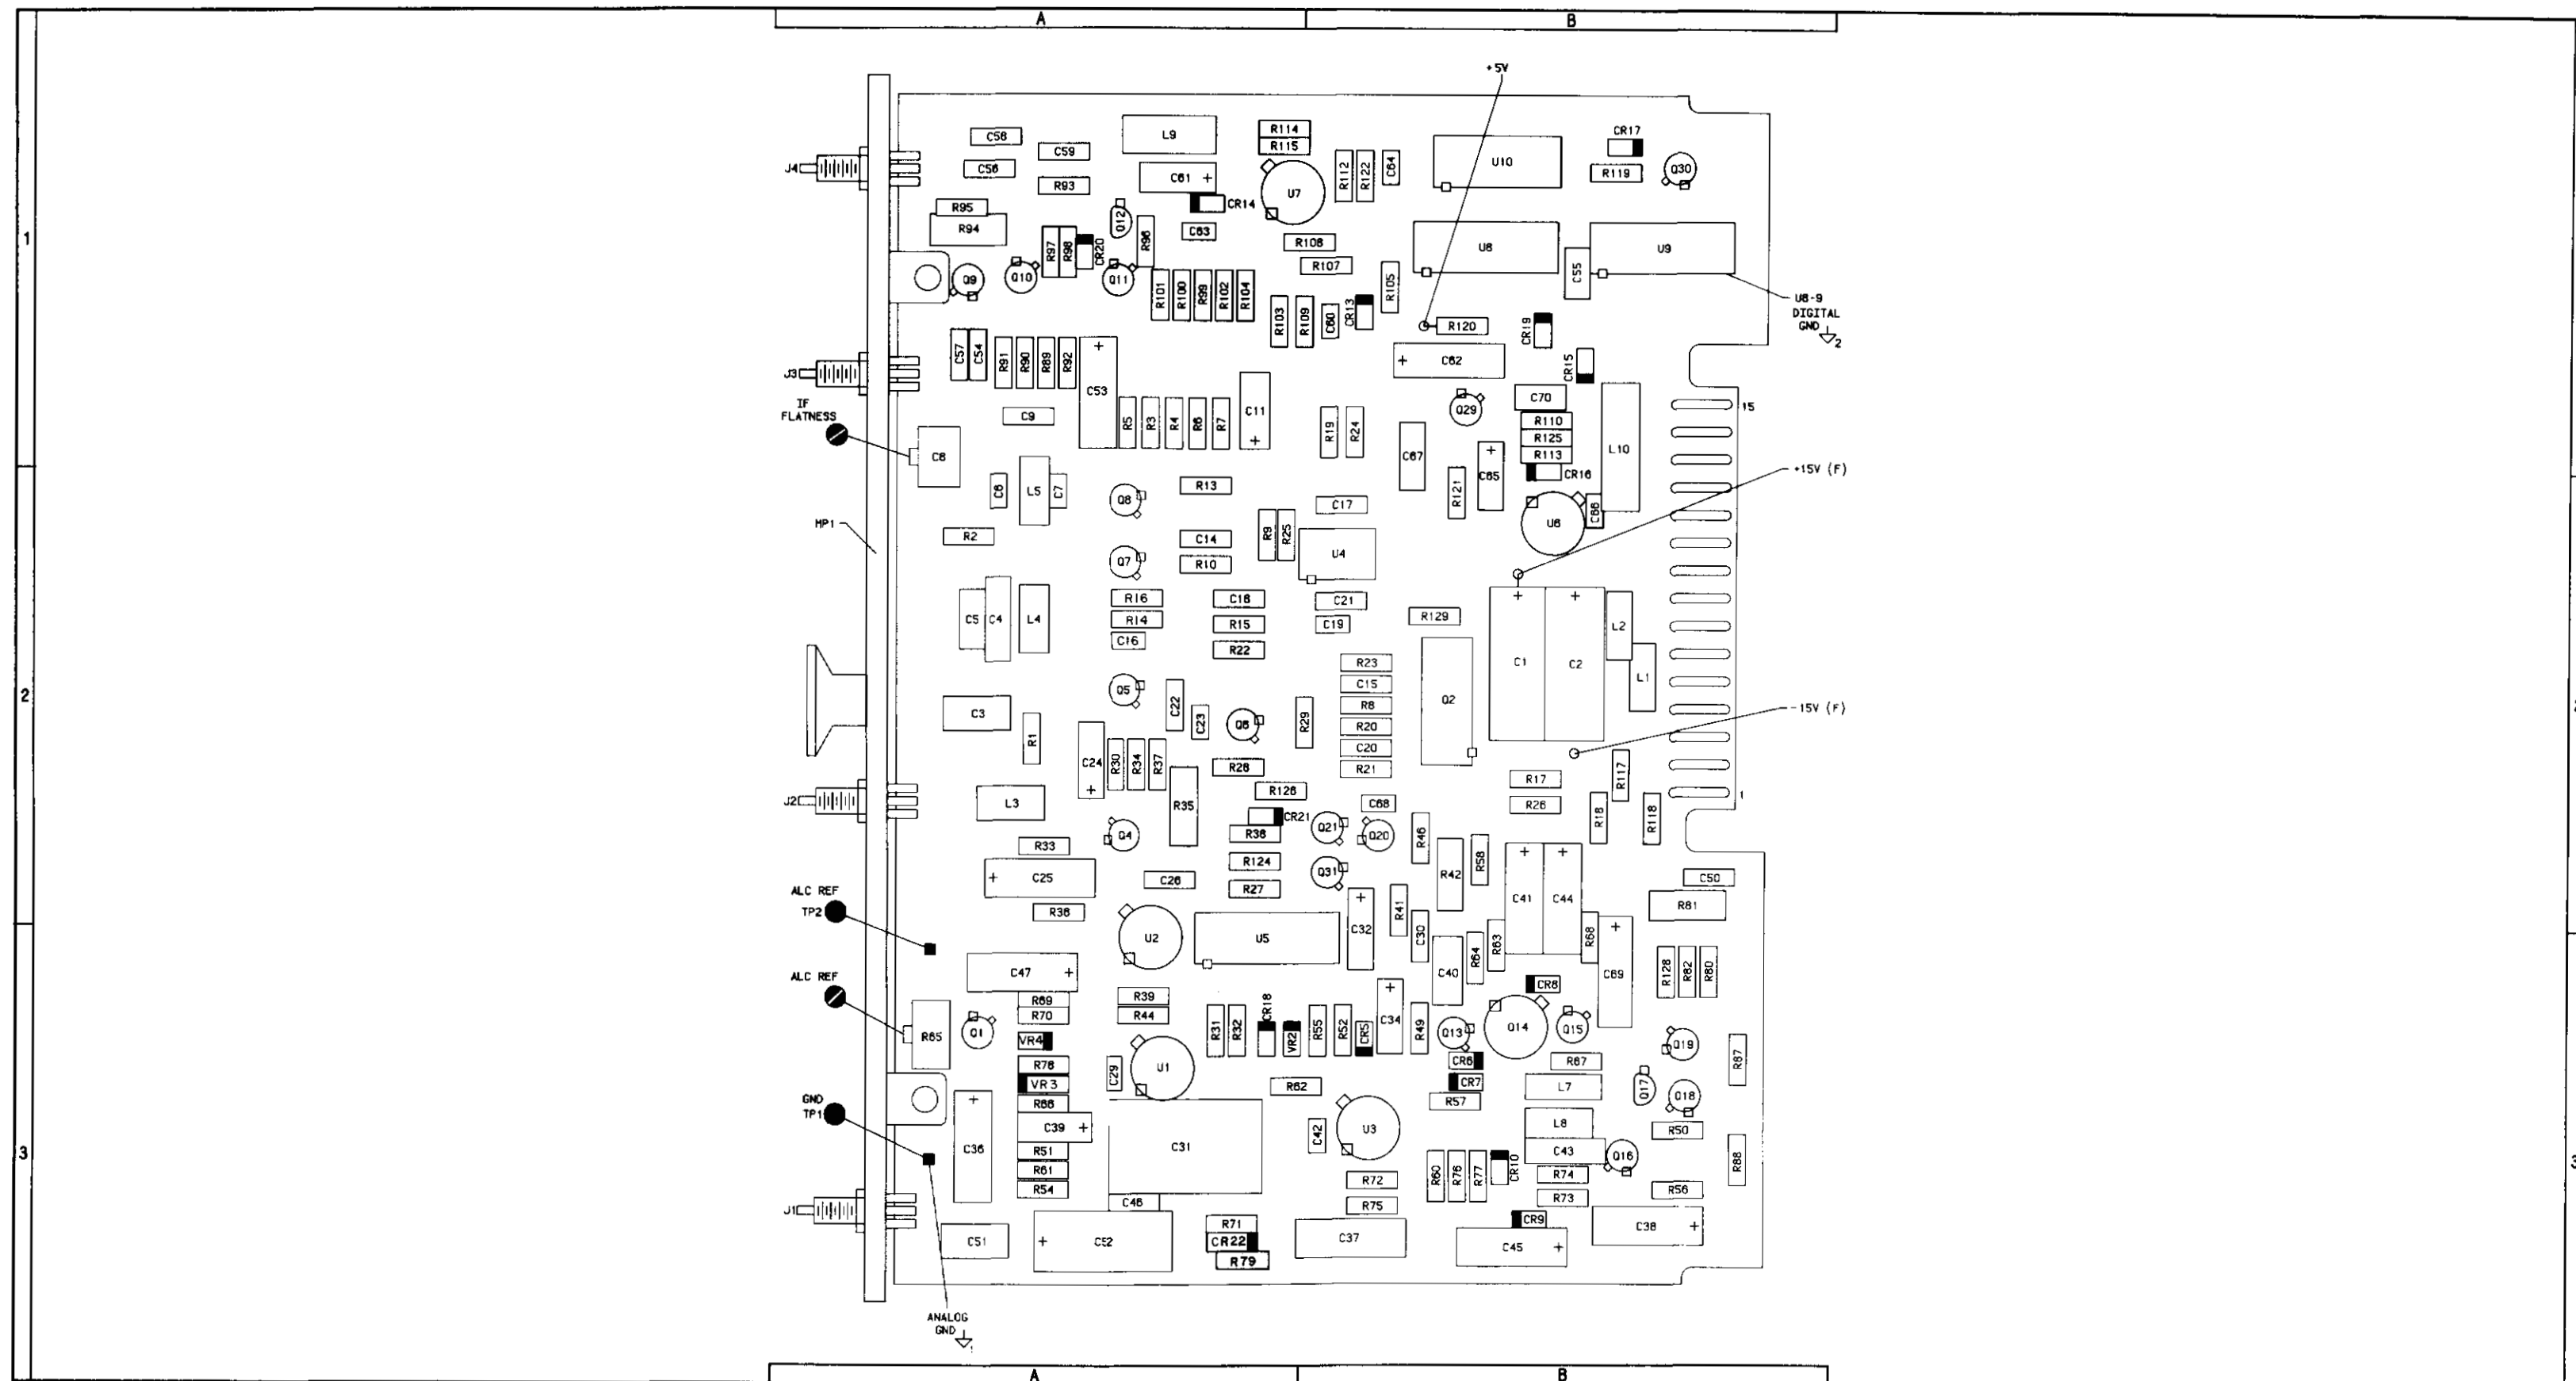 A B
+5V
C58 L9 R114 CR17
C59 R115
J4 C56 C61 + U7 R112 R122 C64 U10 R119 Q30
R93
R95 CR14
R94 Q12 R96 C63
1 R97 R98 CR20 R108 U8 C55 U9
Q9 Q10 Q11 R107 R105
R101 R100 R99 R102 R104 U8-9
R103 R109 C60 CR13 DIGITAL
R120 CR19 GND
2
C57 C54 R91 R90 R89 R92 + + C62 CR15
J3 C53
IF C9 R5 R3 R4 R6 R7 C11 + R19 R24 Q29 C70 15
FLATNESS R110
C67 R125 L10
C8 R113
+ C65 CR16 +15V (F)
C6 L5 C7 Q8 R13 R121
C17 C66
MP1 R2 C14 R9 R25 U4 U6
Q7 R10
R16 C18 C21 + +
C5 C4 L4 R14 R15 C19 R129 L2
C16 R22
R23 C1 C2
2 Q5 C15 Q2 L1
C3 C22 C23 R8
R1 Q6 R29 R20 -15V (F)
C24 + R30 R34 R37 C20
R28 R21 R17 R117
J2 L3 R35 R126 C68 R26 R18 R118 1
CR21
Q4 R38 Q21 Q20 R46
R33 R58
+ C25 R124 Q31 R42 + +
C26 R27 + R41 C41 C44 C50
ALC REF R81
TP2 R36
U2 U5 C32 C30 R64 R63 R68 +
ALC REF C47 + C40 C69 R128 R82 R80
R69 R39 CR8
R70 R44 R31 R32 CR18 VR2 R55 R52 CR5 + C34 R49 Q13 Q14 Q15
R65 Q1 VR4 Q19 R87
R78 U1 CR6 R67
VR3 C29 R62 CR7 L7 Q17 Q18
GND R66 R57
TP1 + C39 + C42 U3 L8 R50
3 C36 R51 C31 C43 Q16 R88 3
R61 R72 R60 R76 R77 CR10 R74
R54 R73 R56
J1 C46 R75
C51 + C52 R71 C37 CR9 C38 +
CR22 C45 +
R79
ANALOG
GND
1
A B